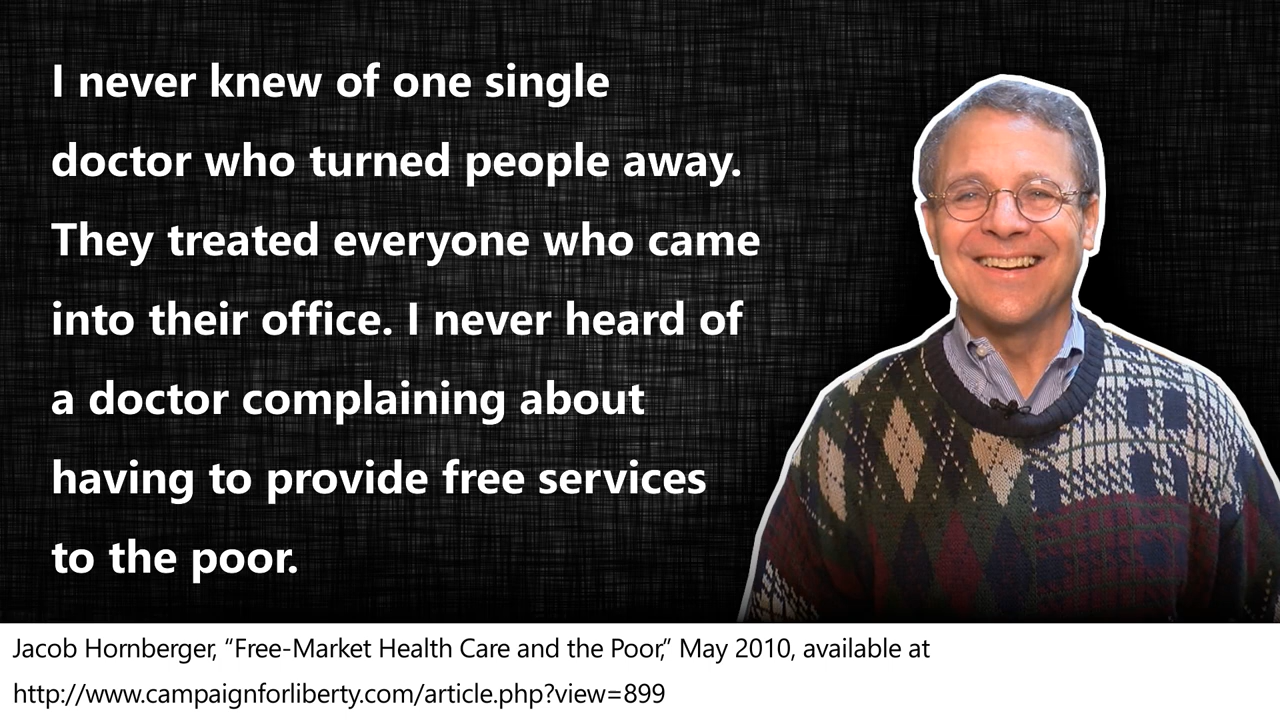 I never knew of one single
doctor who turned people away.
They treated everyone who came
into their office. I never heard of
a doctor complaining about
having to provide free services
to the poor.
Jacob Hornberger, “Free-Market Health Care and the Poor,” May 2010, available at
http://www.campaignforliberty.com/article.php?view=899